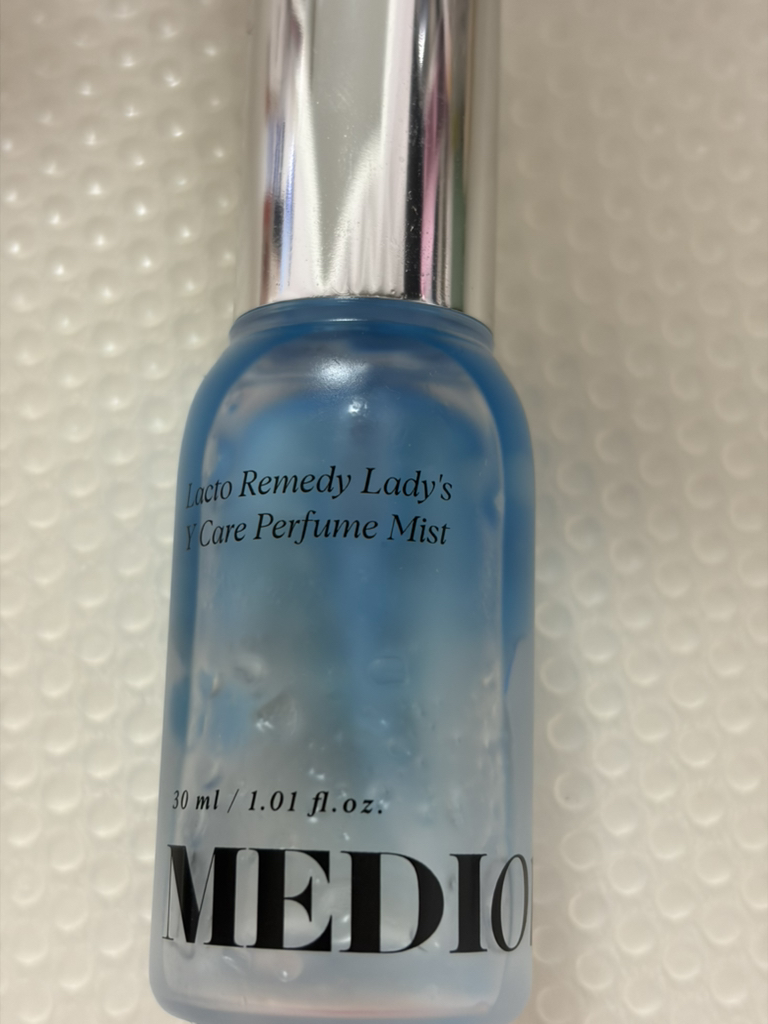 Lacto Remedy Lady's
Y Care Perfume Mist
30 ml / 1.01 fl.oz.
MEDIO